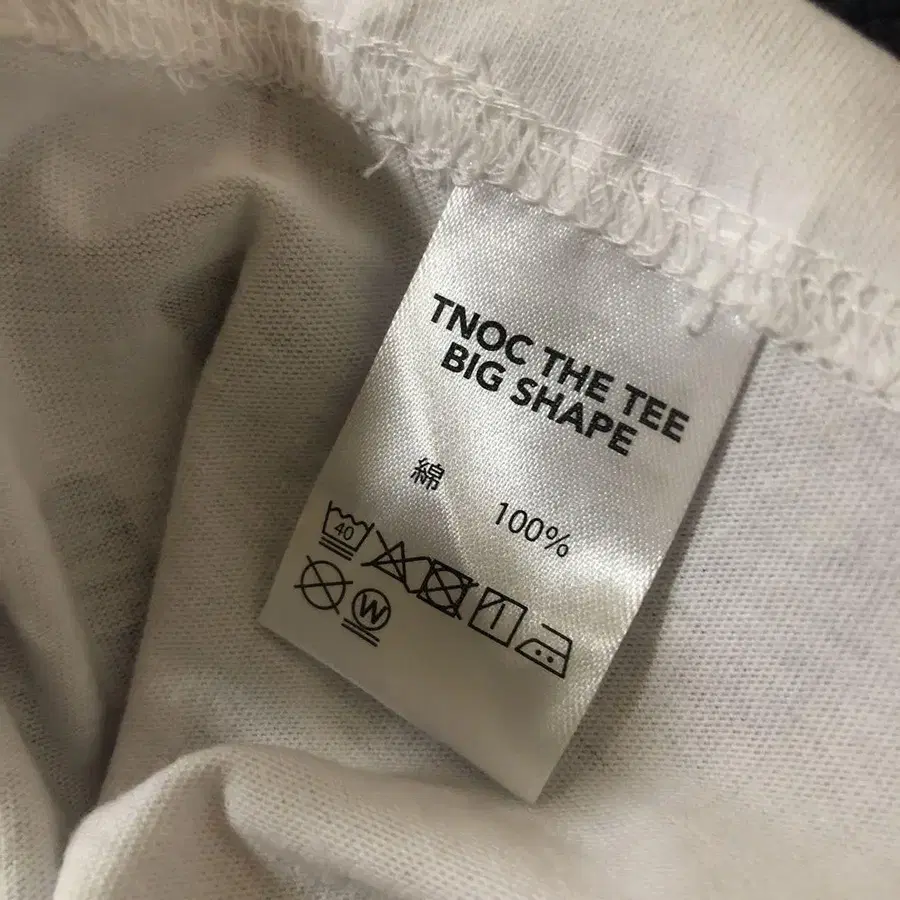 TNOC THE TEE
BIG SHAPE
綿 100%
40
W